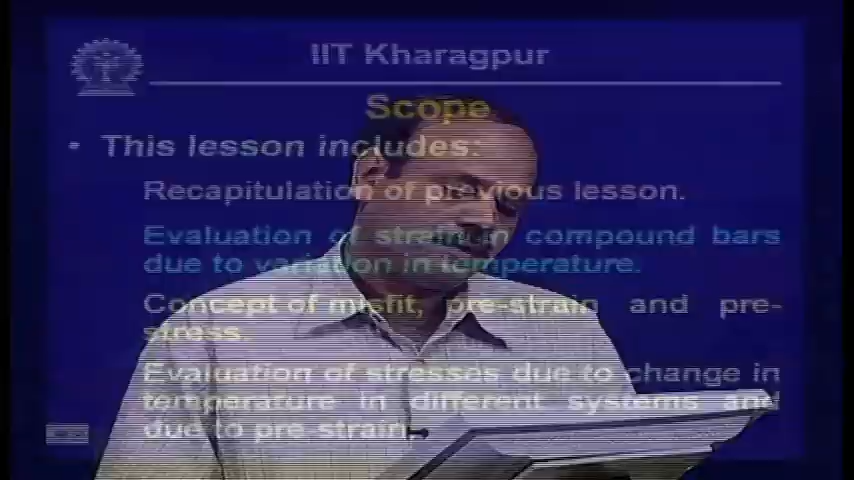 IIT Kharagpur
Scope
• This lesson includes:
Recapitulation of previous lesson.
Evaluation of strain in compound bars
due to variation in temperature.
Concept of misfit, pre-strain and pre-
stress.
Evaluation of stresses due to change in
temperature in different systems and
due to pre-strain.